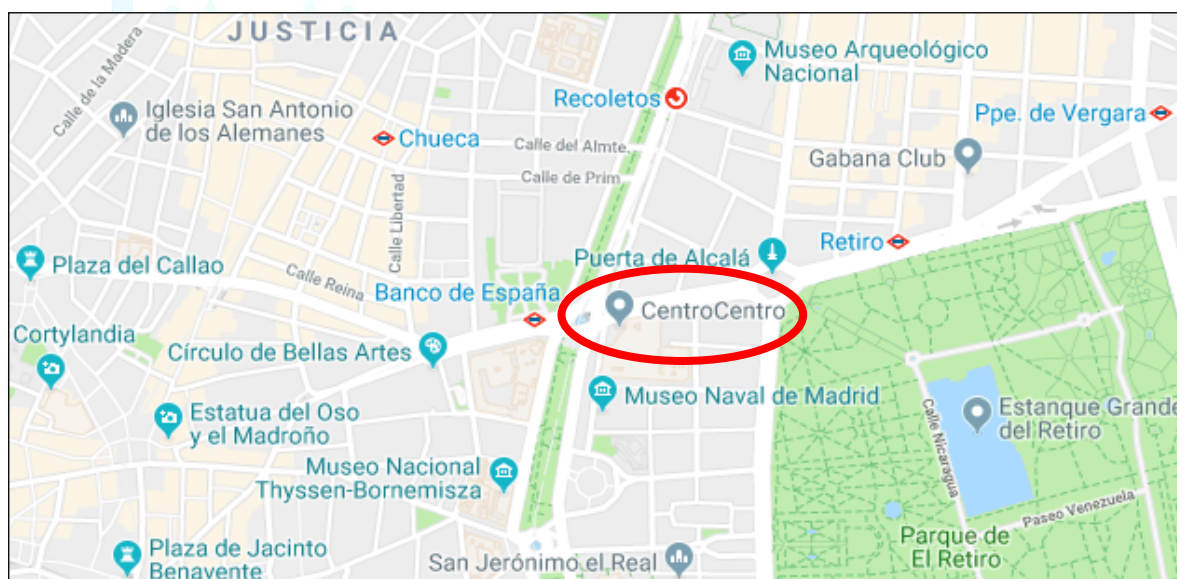 JUSTICIA
Calle de la Madera
Museo Arqueológico
Nacional
Recoletos
Iglesia San Antonio
de los Alemanes
Ppe. de Vergara
Chueca
Calle del Almte.
Gabana Club
Calle de Prim
Calle Libertad
Retiro
Puerta de Alcalá
Plaza del Callao
Calle Reina
Banco de España
CentroCentro
Cortylandia
Círculo de Bellas Artes
Museo Naval de Madrid
Estatua del Oso
y el Madroño
Estanque Grande
del Retiro
Calle Nicaragua
Museo Nacional
Thyssen-Bornemisza
Paseo Venezuela
Parque de
El Retiro
Plaza de Jacinto
Benavente
San Jerónimo el Real